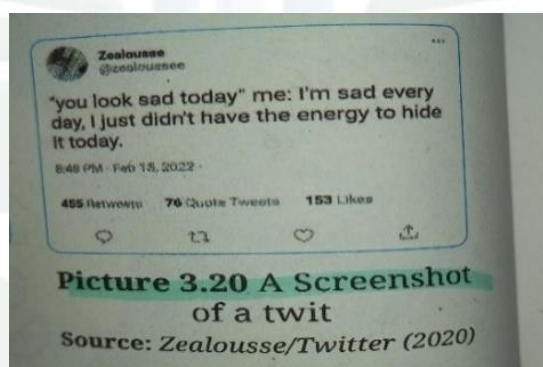 Zealousse
@zealoussee
"you look sad today" me: I'm sad every
day, I just didn't have the energy to hide
it today.
8:48 PM · Feb 18, 2022 ·
455 Retweets 76 Quote Tweets 153 Likes
Picture 3.20 A Screenshot
of a twit
Source: Zealousse/Twitter (2020)